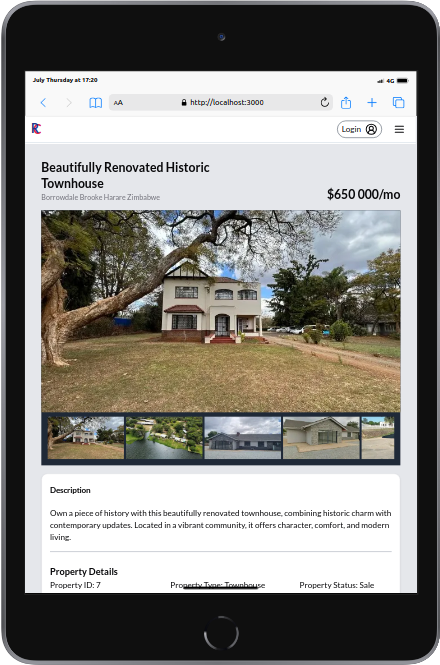 July Thursday at 17:20
4G
AA
http://localhost:3000
RC
Login
Beautifully Renovated Historic
Townhouse
Borrowdale Brooke Harare Zimbabwe
$650 000/mo
Description
Own a piece of history with this beautifully renovated townhouse, combining historic charm with
contemporary updates. Located in a vibrant community, it offers character, comfort, and modern
living.
Property Details
Property ID: 7 Property Type: Townhouse Property Status: Sale